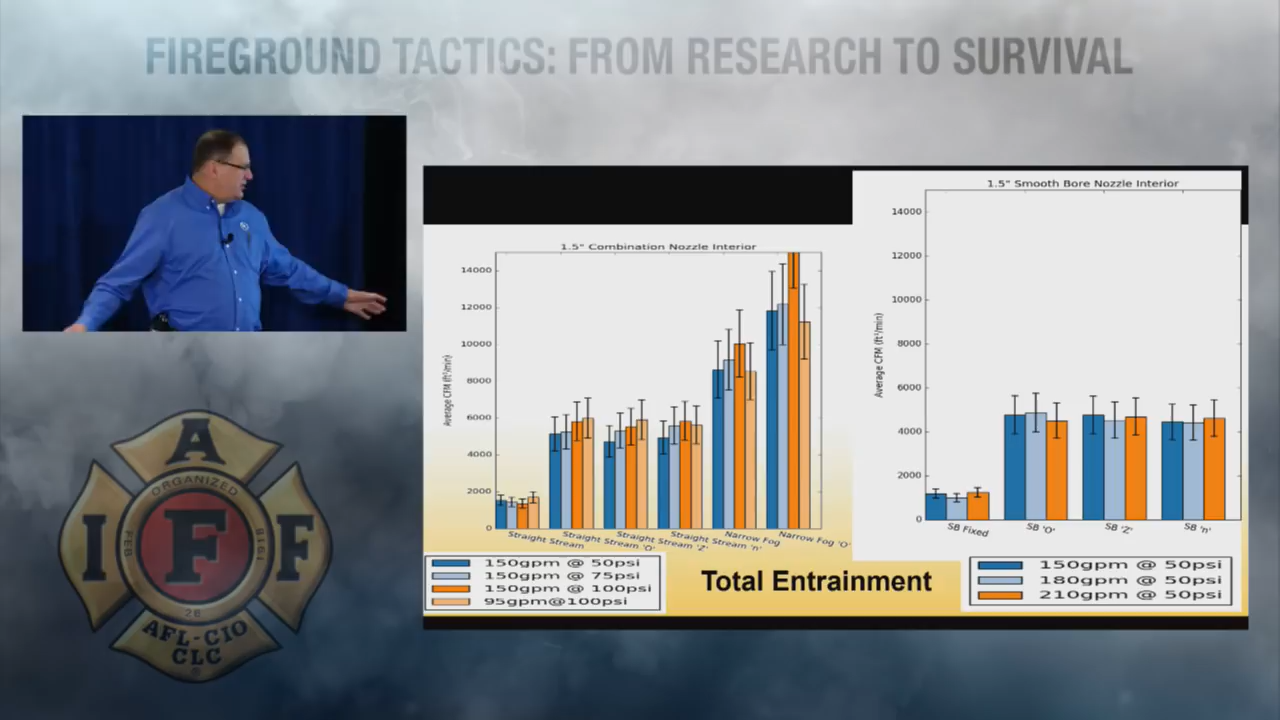 FIREGROUND TACTICS: FROM RESEARCH TO SURVIVAL
1.5" Combination Nozzle Interior
14000
12000
10000
8000
6000
4000
2000
0
Average CFM (ft³/min)
Straight Stream
Straight Stream 'O'
Straight Stream 'Z'
Straight Stream 'n'
Narrow Fog
Narrow Fog 'O'
150gpm @ 50psi
150gpm @ 75psi
150gpm @ 100psi
95gpm@100psi
1.5" Smooth Bore Nozzle Interior
14000
12000
10000
8000
6000
4000
2000
0
Average CFM (ft³/min)
SB Fixed
SB 'O'
SB 'Z'
SB 'n'
150gpm @ 50psi
180gpm @ 50psi
210gpm @ 50psi
Total Entrainment
A
ORGANIZED
I F F
FEB
1918
28
AFL-CIO
CLC